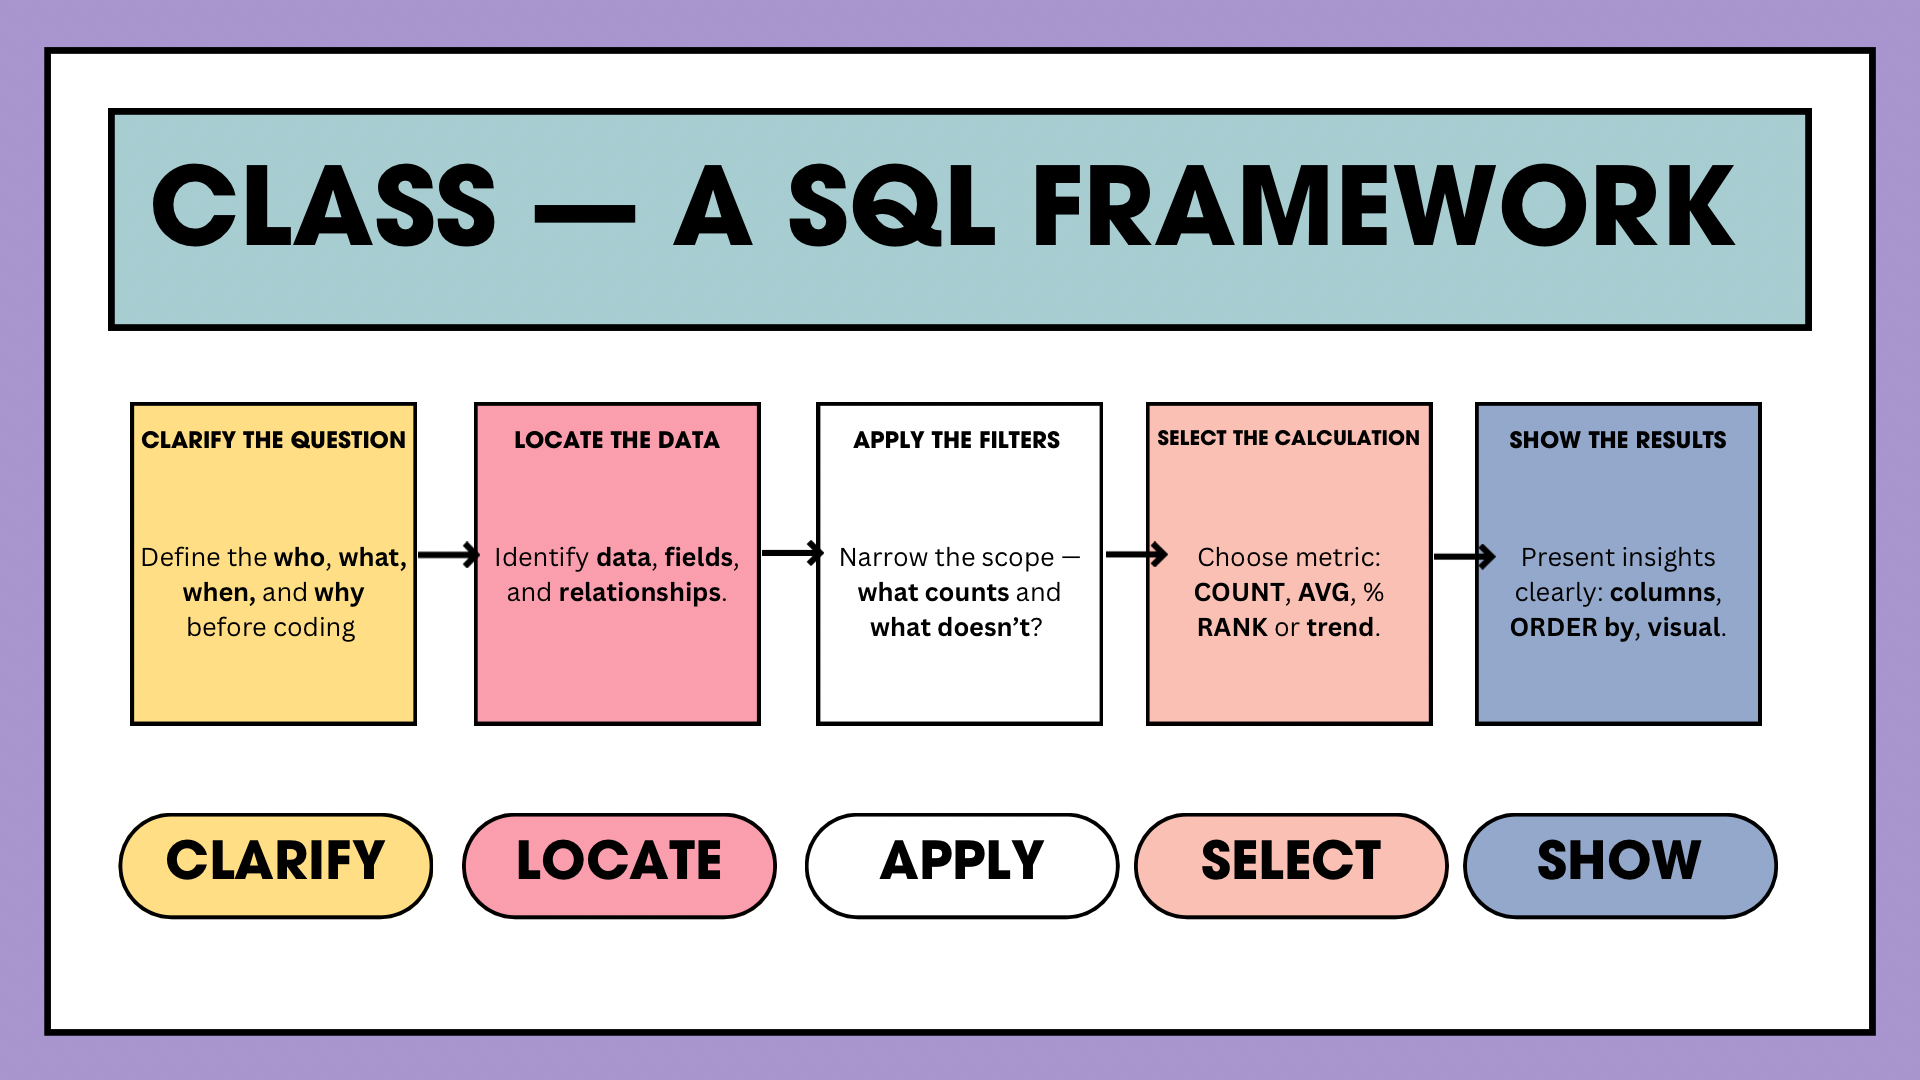 CLASS — A SQL FRAMEWORK
CLARIFY THE QUESTION
Define the who, what,
when, and why
before coding
LOCATE THE DATA
Identify data, fields,
and relationships.
APPLY THE FILTERS
Narrow the scope —
what counts and
what doesn’t?
SELECT THE CALCULATION
Choose metric:
COUNT, AVG, %
RANK or trend.
SHOW THE RESULTS
Present insights
clearly: columns,
ORDER by, visual.
CLARIFY
LOCATE
APPLY
SELECT
SHOW